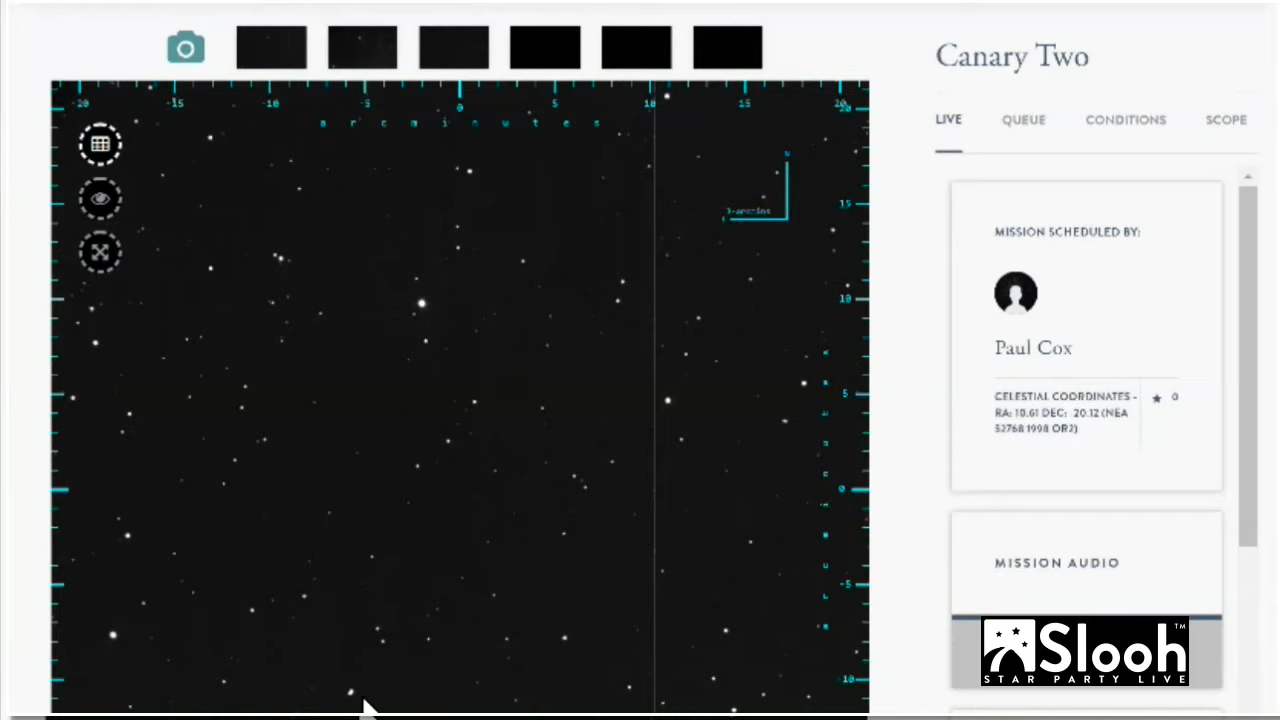 Canary Two
LIVE QUEUE CONDITIONS SCOPE
-20 -15 -10 -5 0 5 10 15 20
a r c m i n u t e s
20
15
10
5
0
-5
-10
MISSION SCHEDULED BY:
Paul Cox
CELESTIAL COORDINATES -
RA: 10.61 DEC: 20.12 (NEA
52768 1998 OR2)
0
MISSION AUDIO
Slooh™
STAR PARTY LIVE